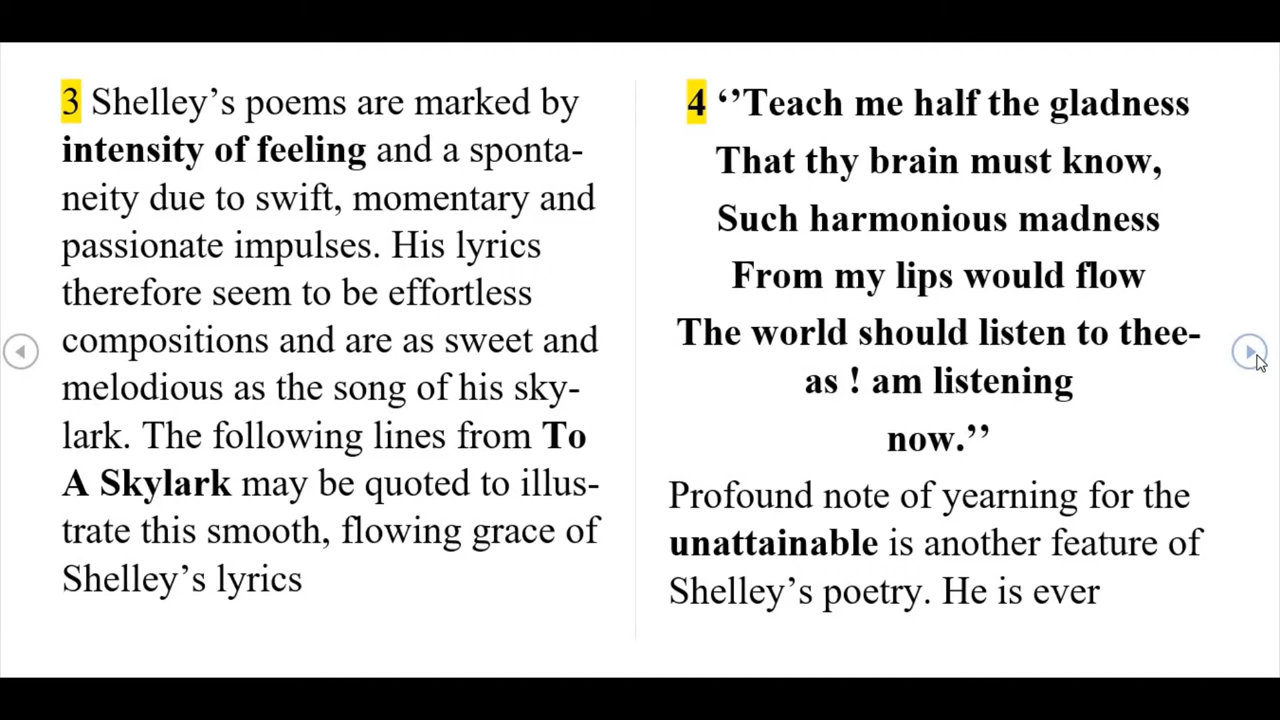 3 Shelley’s poems are marked by
intensity of feeling and a sponta-
neity due to swift, momentary and
passionate impulses. His lyrics
therefore seem to be effortless
compositions and are as sweet and
melodious as the song of his sky-
lark. The following lines from To
A Skylark may be quoted to illus-
trate this smooth, flowing grace of
Shelley’s lyrics
4 ‘’Teach me half the gladness
That thy brain must know,
Such harmonious madness
From my lips would flow
The world should listen to thee-
as ! am listening
now.’’
Profound note of yearning for the
unattainable is another feature of
Shelley’s poetry. He is ever